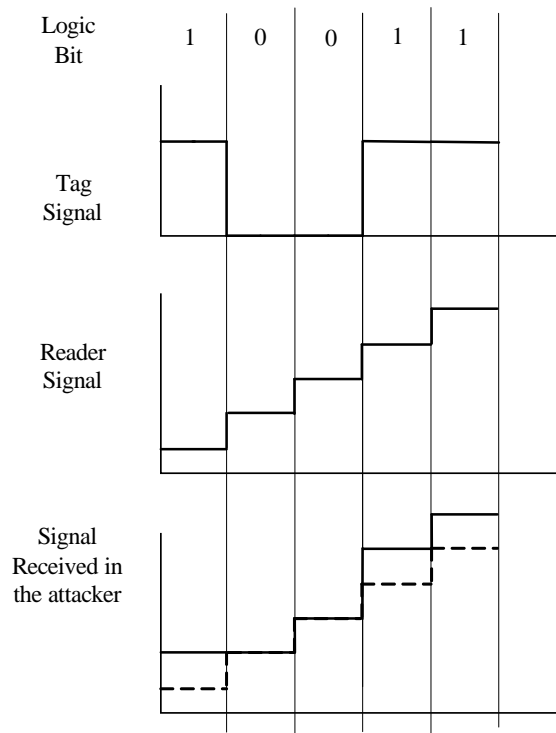 Logic
Bit
1 0 0 1 1
Tag
Signal
Reader
Signal
Signal
Received in
the attacker